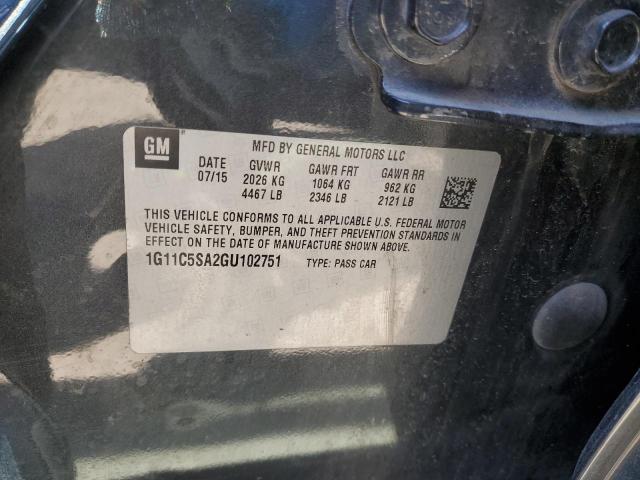 GM
MFD BY GENERAL MOTORS LLC
DATE GVWR GAWR FRT GAWR RR
07/15 2026 KG 1064 KG 962 KG
4467 LB 2346 LB 2121 LB
THIS VEHICLE CONFORMS TO ALL APPLICABLE U.S. FEDERAL MOTOR
VEHICLE SAFETY, BUMPER, AND THEFT PREVENTION STANDARDS IN
EFFECT ON THE DATE OF MANUFACTURE SHOWN ABOVE.
1G11C5SA2GU102751 TYPE: PASS CAR